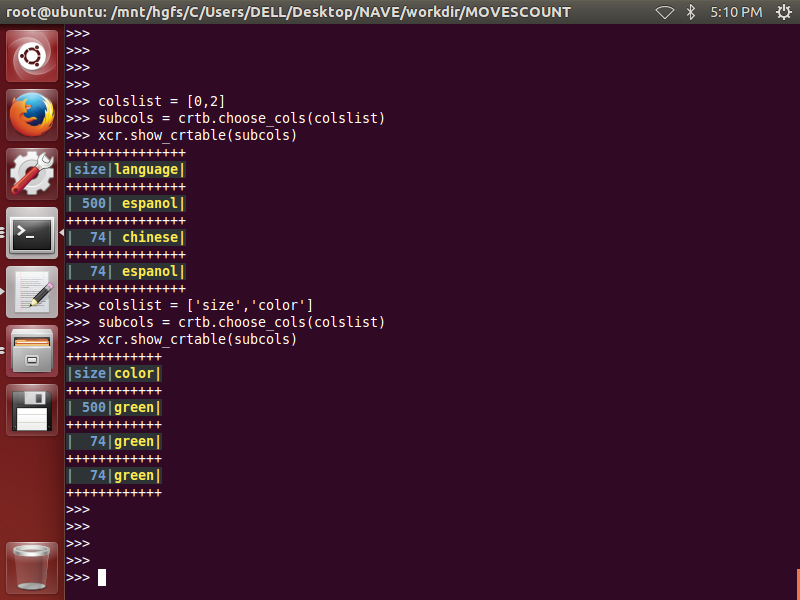 root@ubuntu: /mnt/hgfs/C/Users/DELL/Desktop/NAVE/workdir/MOVESCOUNT 5:10 PM
>>>
>>>
>>>
>>>
>>> colslist = [0,2]
>>> subcols = crtb.choose_cols(colslist)
>>> xcr.show_crtable(subcols)
+++++++++++++++
|size|language|
+++++++++++++++
| 500| espanol|
+++++++++++++++
|  74| chinese|
+++++++++++++++
|  74| espanol|
+++++++++++++++
>>> colslist = ['size','color']
>>> subcols = crtb.choose_cols(colslist)
>>> xcr.show_crtable(subcols)
++++++++++++
|size|color|
++++++++++++
| 500|green|
++++++++++++
|  74|green|
++++++++++++
|  74|green|
++++++++++++
>>>
>>>
>>>
>>>
>>>